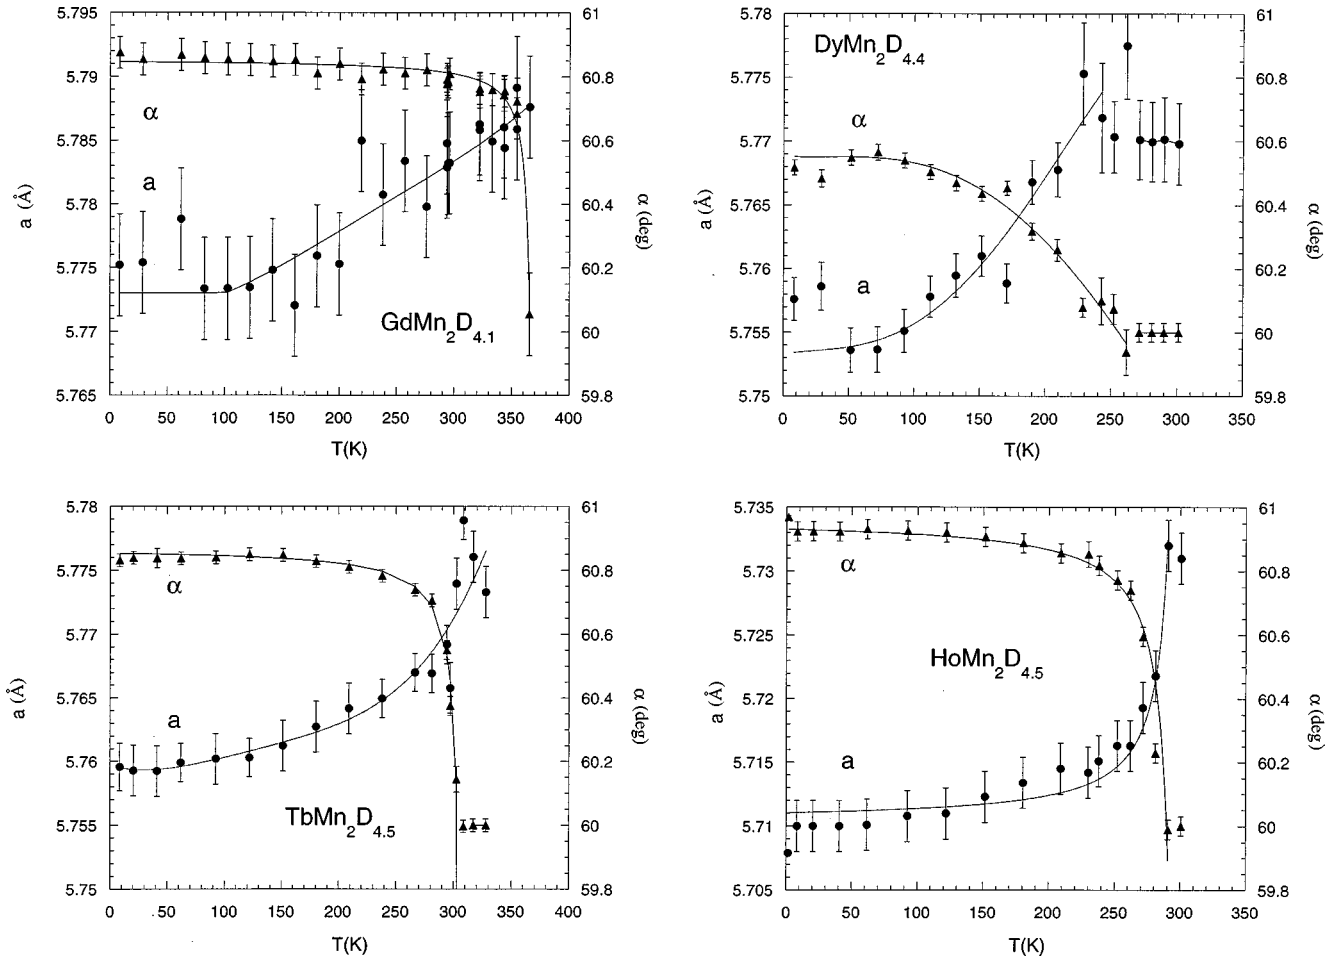 5.795
5.79
5.785
5.78
5.775
5.77
5.765
a (Å)
α
a
GdMn2D4.1
61
60.8
60.6
60.4
60.2
60
59.8
α (deg)
0 50 100 150 200 250 300 350 400
T(K)
5.78
5.775
5.77
5.765
5.76
5.755
5.75
a (Å)
DyMn2D4.4
α
a
61
60.8
60.6
60.4
60.2
60
59.8
α (deg)
0 50 100 150 200 250 300 350
T(K)
5.78
5.775
5.77
5.765
5.76
5.755
5.75
a (Å)
α
a
TbMn2D4.5
61
60.8
60.6
60.4
60.2
60
59.8
α (deg)
0 50 100 150 200 250 300 350 400
T(K)
5.735
5.73
5.725
5.72
5.715
5.71
5.705
a (Å)
α
HoMn2D4.5
a
61
60.8
60.6
60.4
60.2
60
59.8
α (deg)
0 50 100 150 200 250 300 350
T(K)